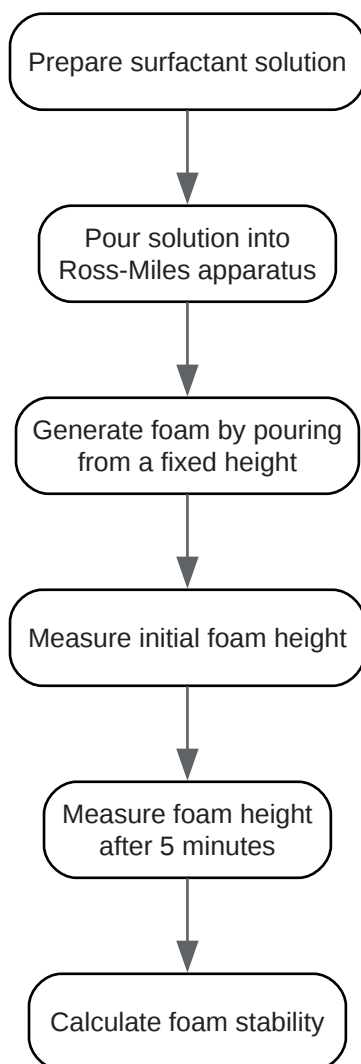 Prepare surfactant solution
Pour solution into
Ross-Miles apparatus
Generate foam by pouring
from a fixed height
Measure initial foam height
Measure foam height
after 5 minutes
Calculate foam stability